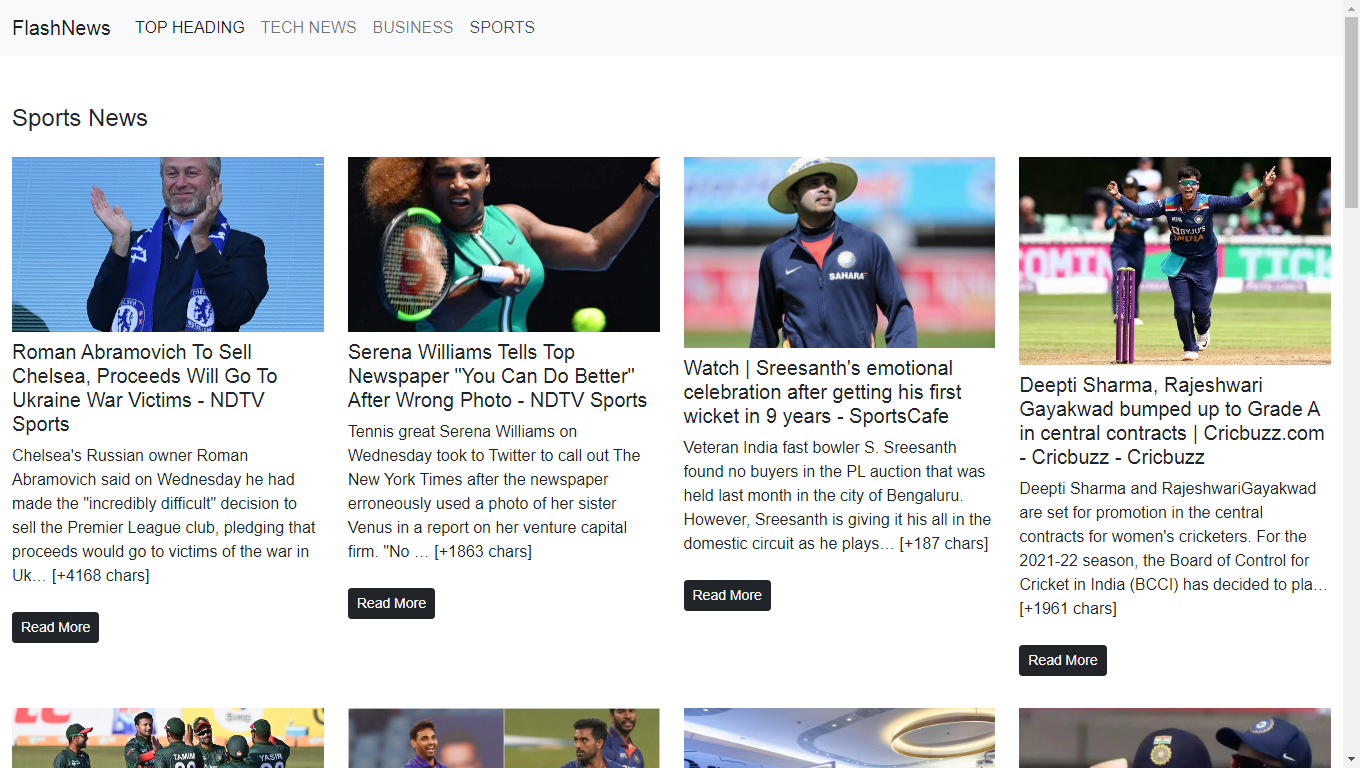 FlashNews TOP HEADING TECH NEWS BUSINESS SPORTS
Sports News
Roman Abramovich To Sell
Chelsea, Proceeds Will Go To
Ukraine War Victims - NDTV
Sports
Chelsea's Russian owner Roman
Abramovich said on Wednesday he had
made the "incredibly difficult" decision to
sell the Premier League club, pledging that
proceeds would go to victims of the war in
Uk… [+4168 chars]
Read More
Serena Williams Tells Top
Newspaper "You Can Do Better"
After Wrong Photo - NDTV Sports
Tennis great Serena Williams on
Wednesday took to Twitter to call out The
New York Times after the newspaper
erroneously used a photo of her sister
Venus in a report on her venture capital
firm. "No … [+1863 chars]
Read More
SAHARA
Watch | Sreesanth's emotional
celebration after getting his first
wicket in 9 years - SportsCafe
Veteran India fast bowler S. Sreesanth
found no buyers in the PL auction that was
held last month in the city of Bengaluru.
However, Sreesanth is giving it his all in the
domestic circuit as he plays… [+187 chars]
Read More
BYJU'S
INDIA
COMIN
TICK
Deepti Sharma, Rajeshwari
Gayakwad bumped up to Grade A
in central contracts | Cricbuzz.com
- Cricbuzz - Cricbuzz
Deepti Sharma and RajeshwariGayakwad
are set for promotion in the central
contracts for women's cricketers. For the
2021-22 season, the Board of Control for
Cricket in India (BCCI) has decided to pla…
[+1961 chars]
Read More
TAMIM
YASIR